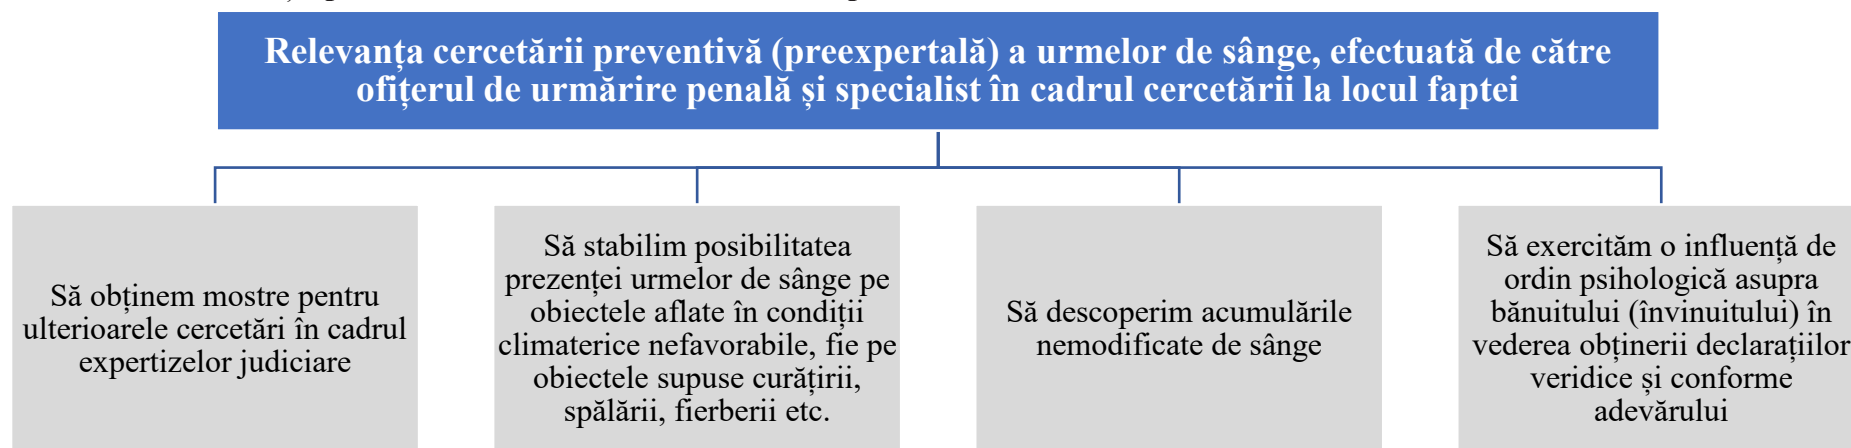 Relevanța cercetării preventivă (preexpertală) a urmelor de sânge, efectuată de către
ofițerul de urmărire penală și specialist în cadrul cercetării la locul faptei
Să obținem mostre pentru
ulterioarele cercetări în cadrul
expertizelor judiciare
Să stabilim posibilitatea
prezenței urmelor de sânge pe
obiectele aflate în condiții
climaterice nefavorabile, fie pe
obiectele supuse curățirii,
spălării, fierberii etc.
Să descoperim acumulările
nemodificate de sânge
Să exercităm o influență de
ordin psihologică asupra
bănuitului (învinuitului) în
vederea obținerii declarațiilor
veridice și conforme
adevărului